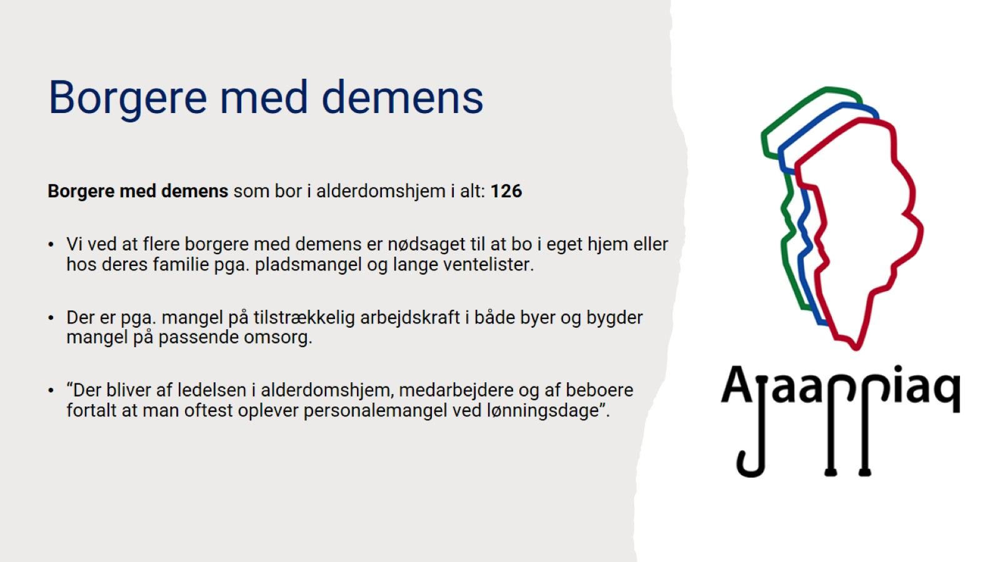 Borgere med demens
Borgere med demens som bor i alderdomshjem i alt: 126
• Vi ved at flere borgere med demens er nødsaget til at bo i eget hjem eller
hos deres familie pga. pladsmangel og lange ventelister.
• Der er pga. mangel på tilstrækkelig arbejdskraft i både byer og bygder
mangel på passende omsorg.
• “Der bliver af ledelsen i alderdomshjem, medarbejdere og af beboere
fortalt at man oftest oplever personalemangel ved lønningsdage”.
Ajaappiaq